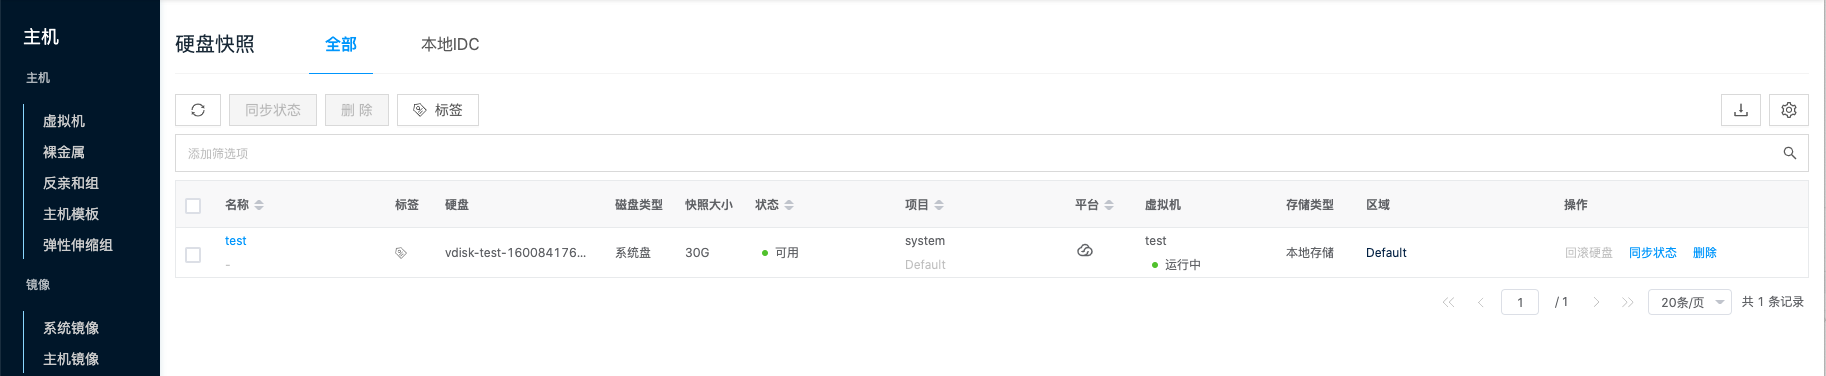 主机
主机
虚拟机
裸金属
反亲和组
主机模板
弹性伸缩组
镜像
系统镜像
主机镜像
硬盘快照 全部 本地IDC
同步状态 删 除 标签
添加筛选项
名称 标签 硬盘 磁盘类型 快照大小 状态 项目 平台 虚拟机 存储类型 区域 操作
test system test
vdisk-test-160084176... 系统盘 30G 可用 本地存储 Default 回滚硬盘 同步状态 删除
- Default 运行中
1 / 1 20条/页 共 1 条记录